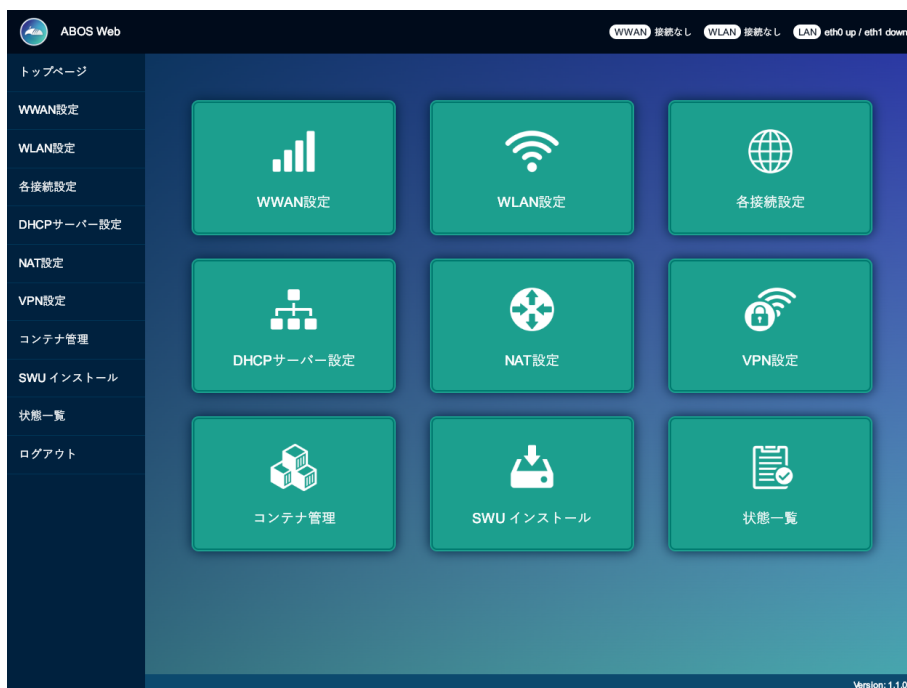 ABOS Web
WWAN 接続なし WLAN 接続なし LAN eth0 up / eth1 down
トップページ
WWAN設定
WLAN設定
各接続設定
DHCPサーバー設定
NAT設定
VPN設定
コンテナ管理
SWU インストール
状態一覧
ログアウト
WWAN設定
WLAN設定
各接続設定
DHCPサーバー設定
NAT設定
VPN設定
コンテナ管理
SWU インストール
状態一覧
Version: 1.1.0